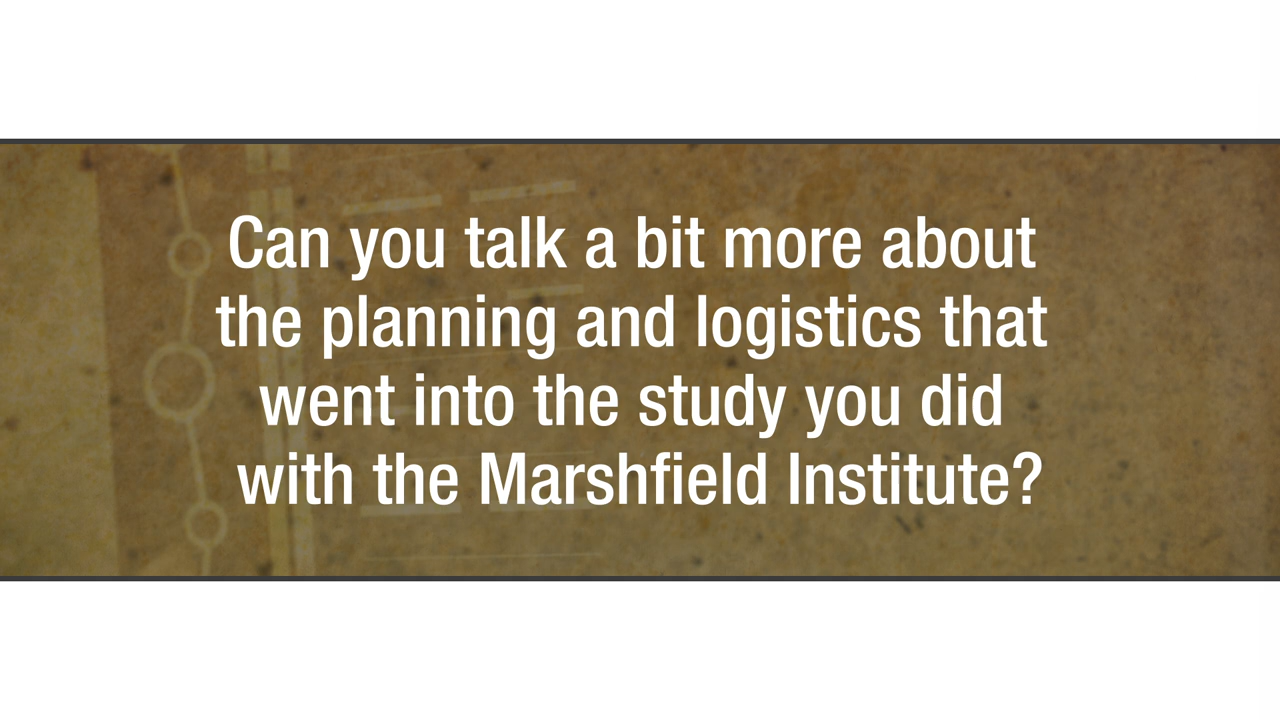 Can you talk a bit more about
the planning and logistics that
went into the study you did
with the Marshfield Institute?